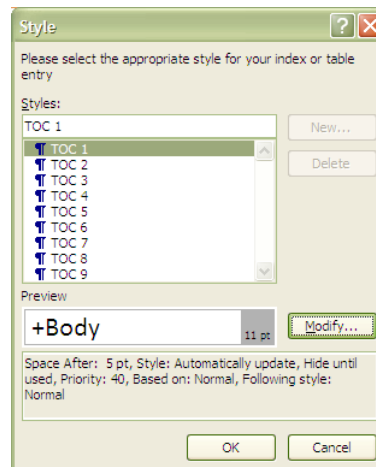 Style
Please select the appropriate style for your index or table
entry
Styles:
TOC 1
New...
¶ TOC 1
¶ TOC 2
Delete
¶ TOC 3
¶ TOC 4
¶ TOC 5
¶ TOC 6
¶ TOC 7
¶ TOC 8
¶ TOC 9
Preview
+Body
11 pt
Modify...
Space After: 5 pt, Style: Automatically update, Hide until
used, Priority: 40, Based on: Normal, Following style:
Normal
OK
Cancel